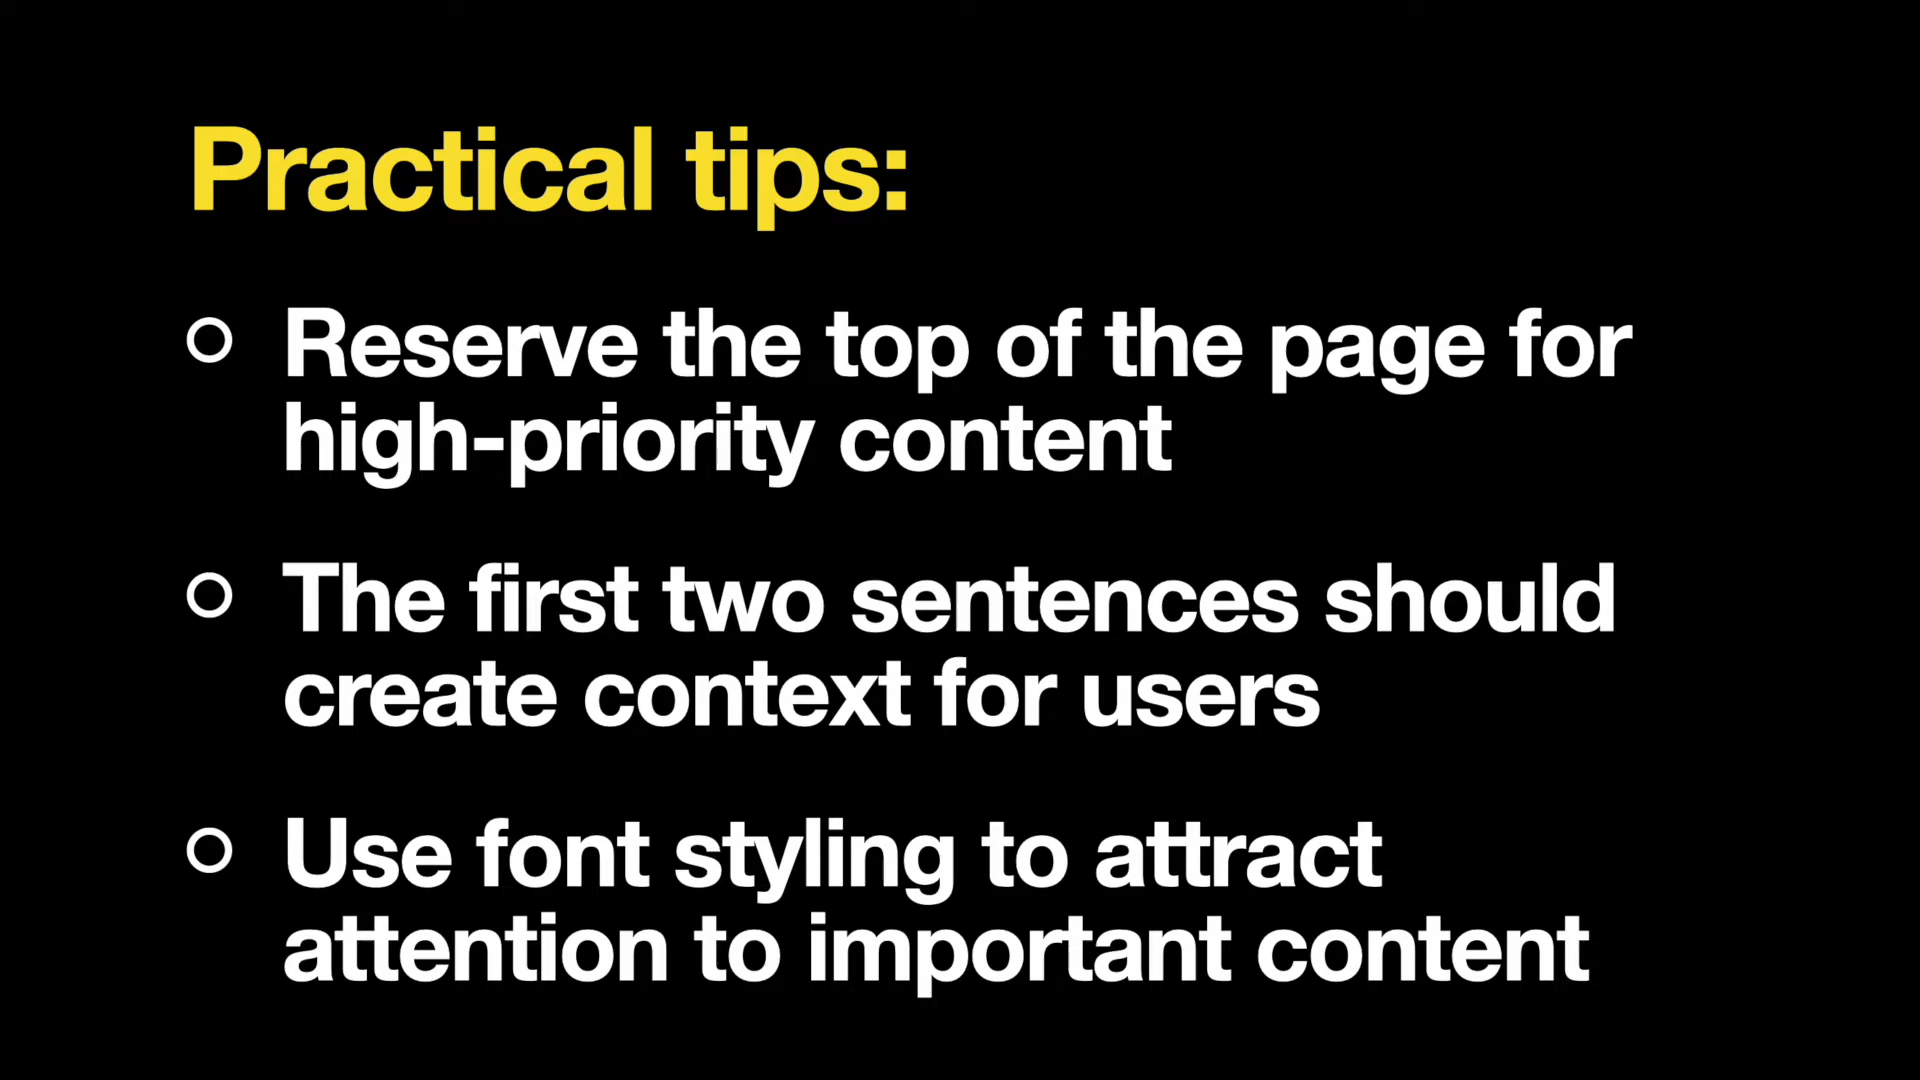 Practical tips:
Reserve the top of the page for
high-priority content
The first two sentences should
create context for users
Use font styling to attract
attention to important content